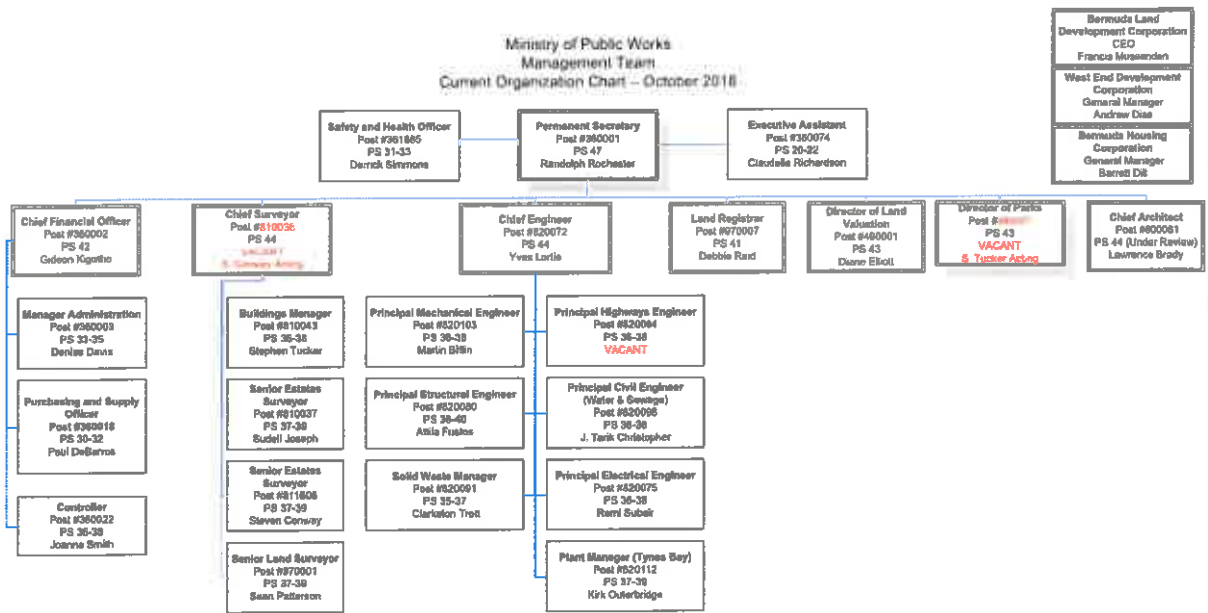 Ministry of Public Works
Management Team
Current Organization Chart – October 2018
Bermuda Land
Development Corporation
CEO
Francis Mussenden
West End Development
Corporation
General Manager
Andrew Dias
Bermuda Housing
Corporation
General Manager
Barrett Dill
Safety and Health Officer
Post #361885
PS 31-33
Derrick Simmons
Permanent Secretary
Post #360001
PS 47
Randolph Rochester
Executive Assistant
Post #360074
PS 20-22
Claudelle Richardson
Chief Financial Officer
Post #360002
PS 42
Gideon Kigotho
Chief Surveyor
Post #810036
PS 44
VACANT
S. Conway Acting
Chief Engineer
Post #820072
PS 44
Yves Lortie
Land Registrar
Post #970007
PS 41
Debbie Reid
Director of Land
Valuation
Post #490001
PS 43
Diane Elliott
Director of Parks
Post
PS 43
VACANT
S. Tucker Acting
Chief Architect
Post #800061
PS 44 (Under Review)
Lawrence Brady
Manager Administration
Post #360003
PS 33-35
Denise Davis
Purchasing and Supply
Officer
Post #360018
PS 30-32
Paul DeBarros
Controller
Post #360022
PS 36-38
Joanne Smith
Buildings Manager
Post #810043
PS 36-38
Stephen Tucker
Senior Estates
Surveyor
Post #810037
PS 37-39
Sudell Joseph
Senior Estates
Surveyor
Post #811606
PS 37-39
Steven Conway
Senior Land Surveyor
Post #870001
PS 37-39
Sean Patterson
Principal Mechanical Engineer
Post #820103
PS 36-38
Martin
Principal Structural Engineer
Post #820080
PS 38-40
Attila Fustos
Solid Waste Manager
Post #820091
PS 35-37
Clarkston Trott
Principal Highways Engineer
Post #820084
PS 36-38
VACANT
Principal Civil Engineer
(Water & Sewage)
Post #820098
PS 36-38
J. Tarik Christopher
Principal Electrical Engineer
Post #820075
PS 36-38
Remi Subair
Plant Manager (Tynes Bay)
Post #820112
PS 37-39
Kirk Outerbridge